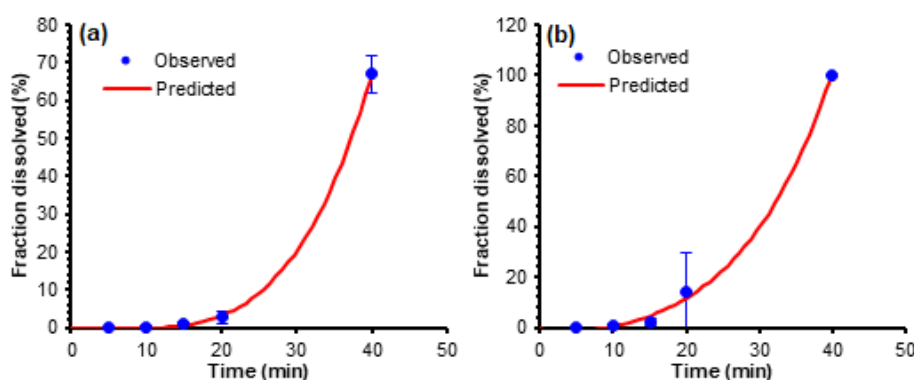 (a)
Observed
Predicted
Fraction dissolved (%)
80
70
60
50
40
30
20
10
0
0 10 20 30 40 50
Time (min)
(b)
Observed
Predicted
Fraction dissolved (%)
120
100
80
60
40
20
0
0 10 20 30 40 50
Time (min)